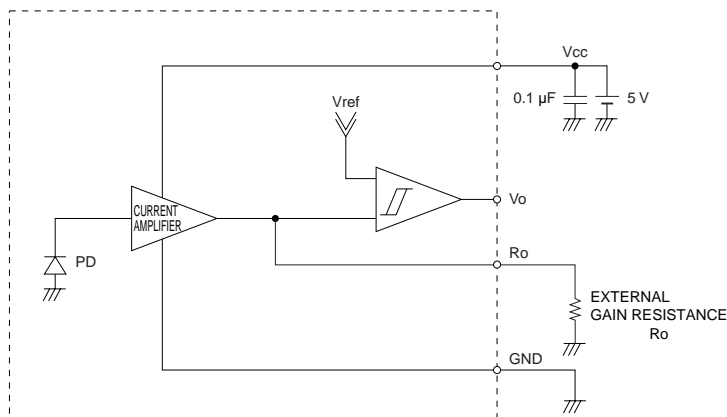 Vcc
0.1 µF
5 V
Vref
CURRENT
AMPLIFIER
Vo
PD
Ro
EXTERNAL
GAIN RESISTANCE
Ro
GND